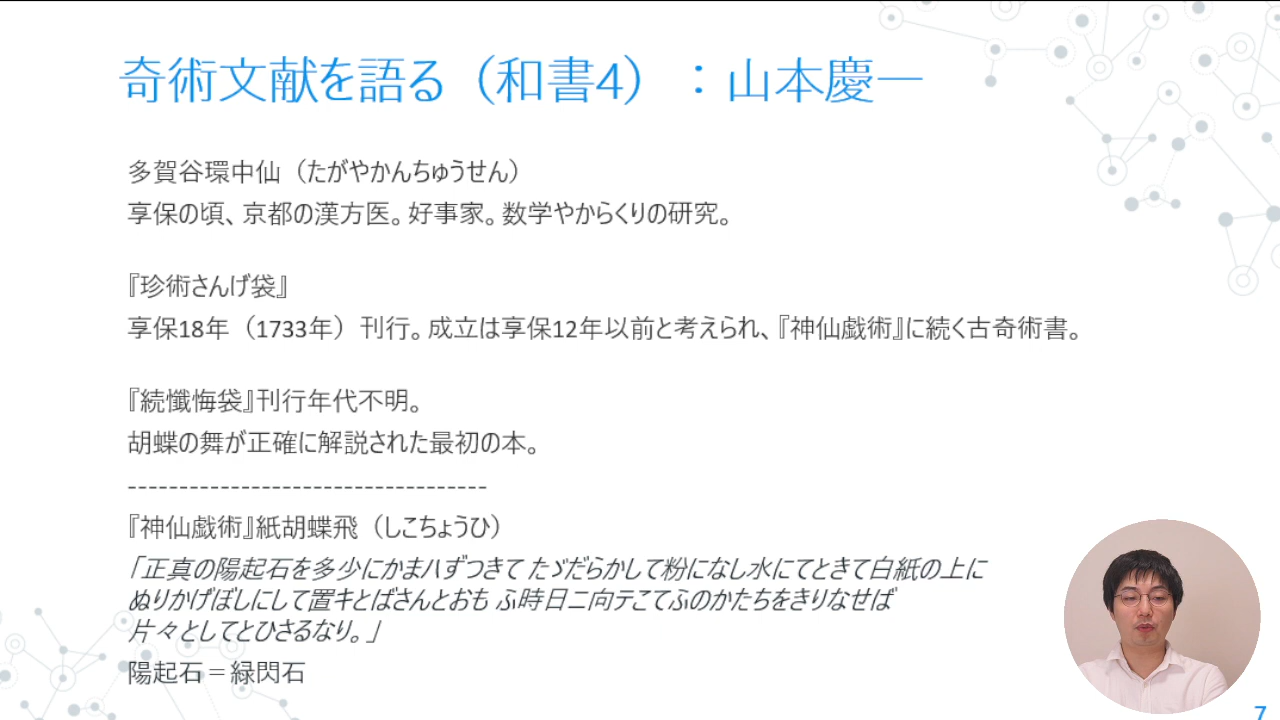 奇術文献を語る（和書4）：山本慶一
多賀谷環中仙（たがやかんちゅうせん）
享保の頃、京都の漢方医。好事家。数学やからくりの研究。
『珍術さんげ袋』
享保18年（1733年）刊行。成立は享保12年以前と考えられ、『神仙戯術』に続く古奇術書。
『続懺悔袋』刊行年代不明。
胡蝶の舞が正確に解説された最初の本。
----------------------------------
『神仙戯術』紙胡蝶飛（しこちょうひ）
「正真の陽起石を多少にかまハずつきて たゞだらかして粉になし水にてときて白紙の上に
ぬりかげぼしにして置キとばさんとおも ふ時日ニ向テこてふのかたちをきりなせば
片々としてとひさるなり。」
陽起石＝緑閃石
7